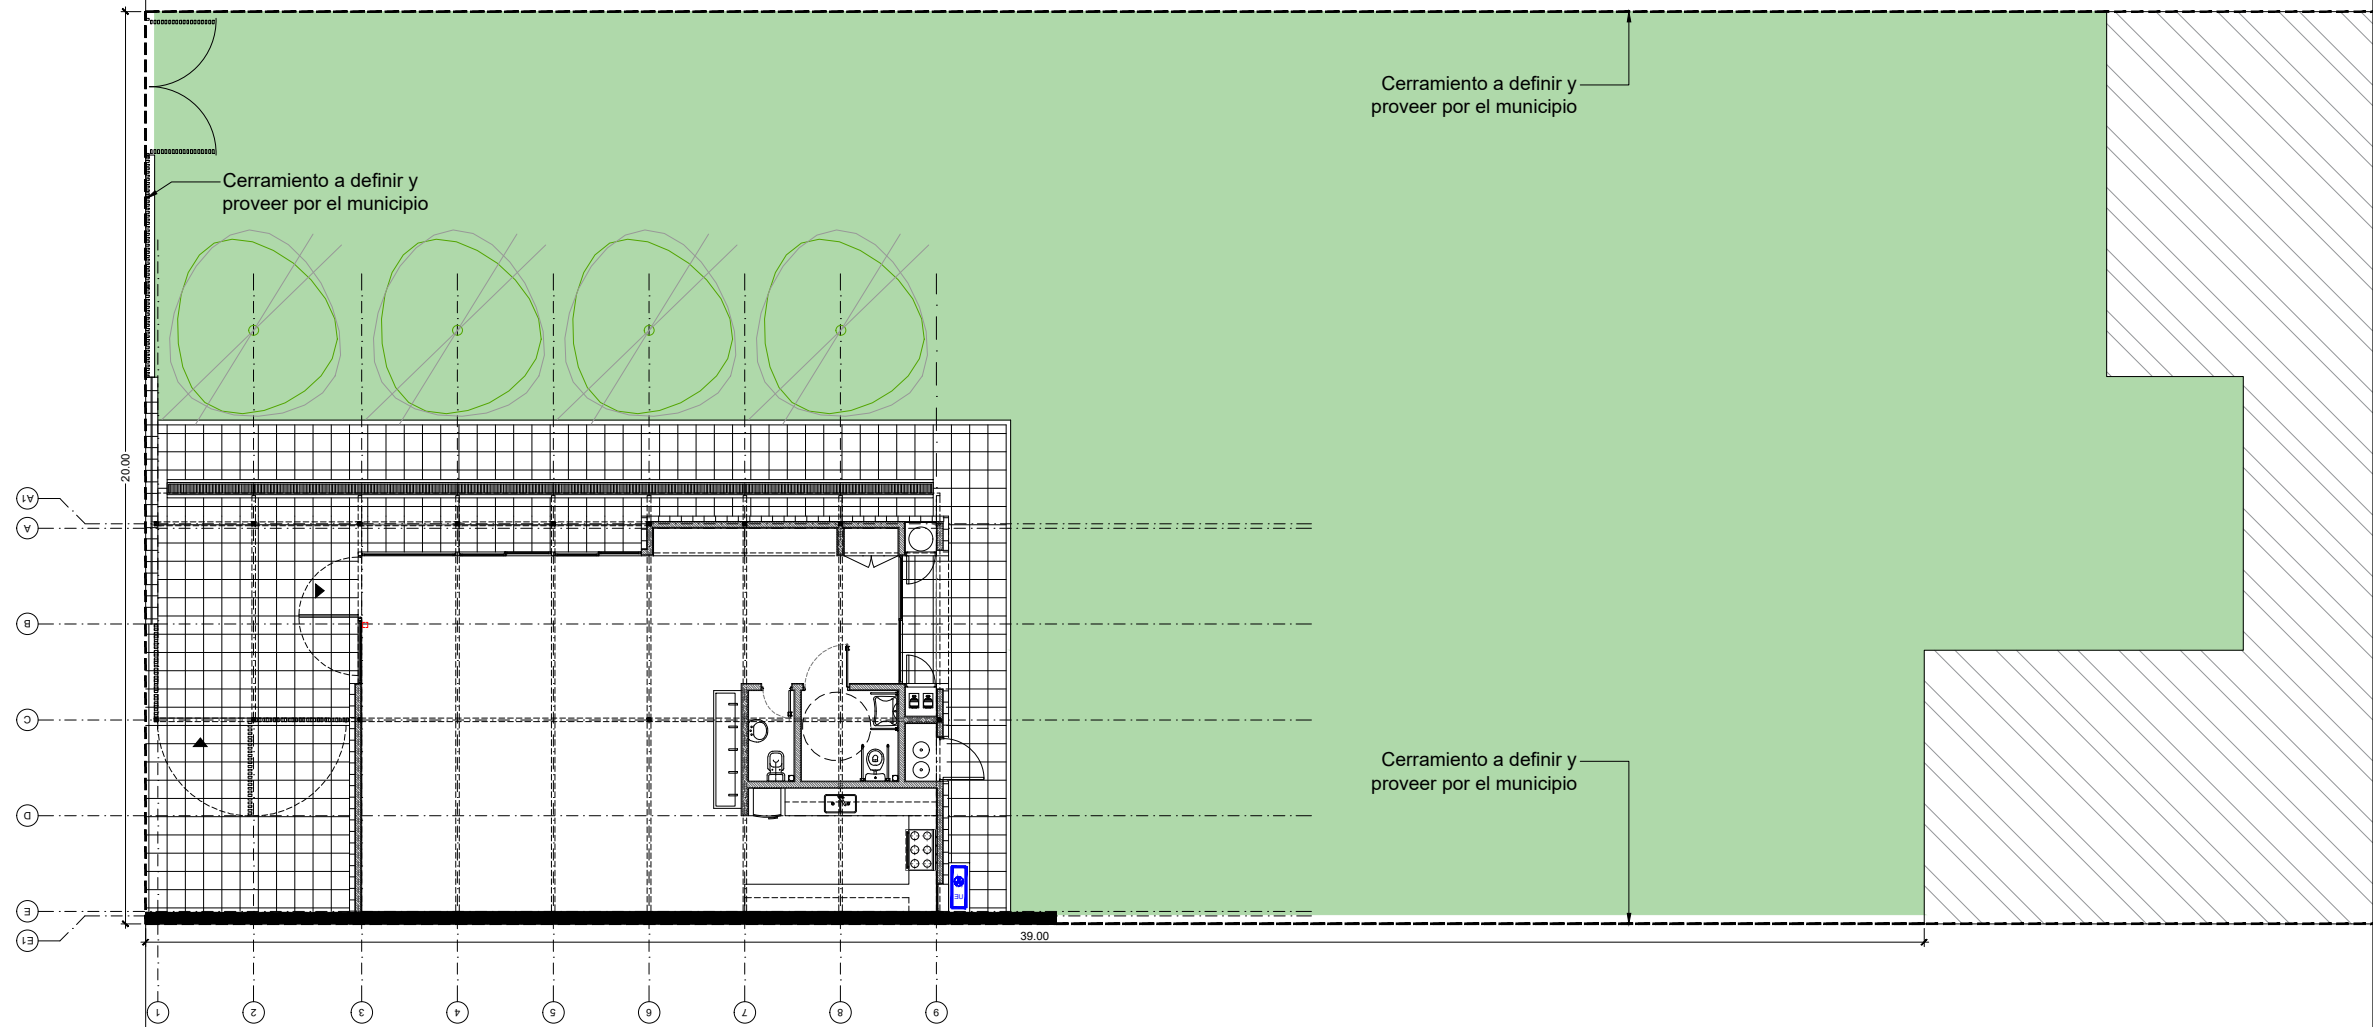 Cerramiento a definir y
proveer por el municipio
Cerramiento a definir y
proveer por el municipio
20.00
A1
A
B
C
Cerramiento a definir y
proveer por el municipio
D
E
E1
39.00
1
2
3
4
5
6
7
8
9